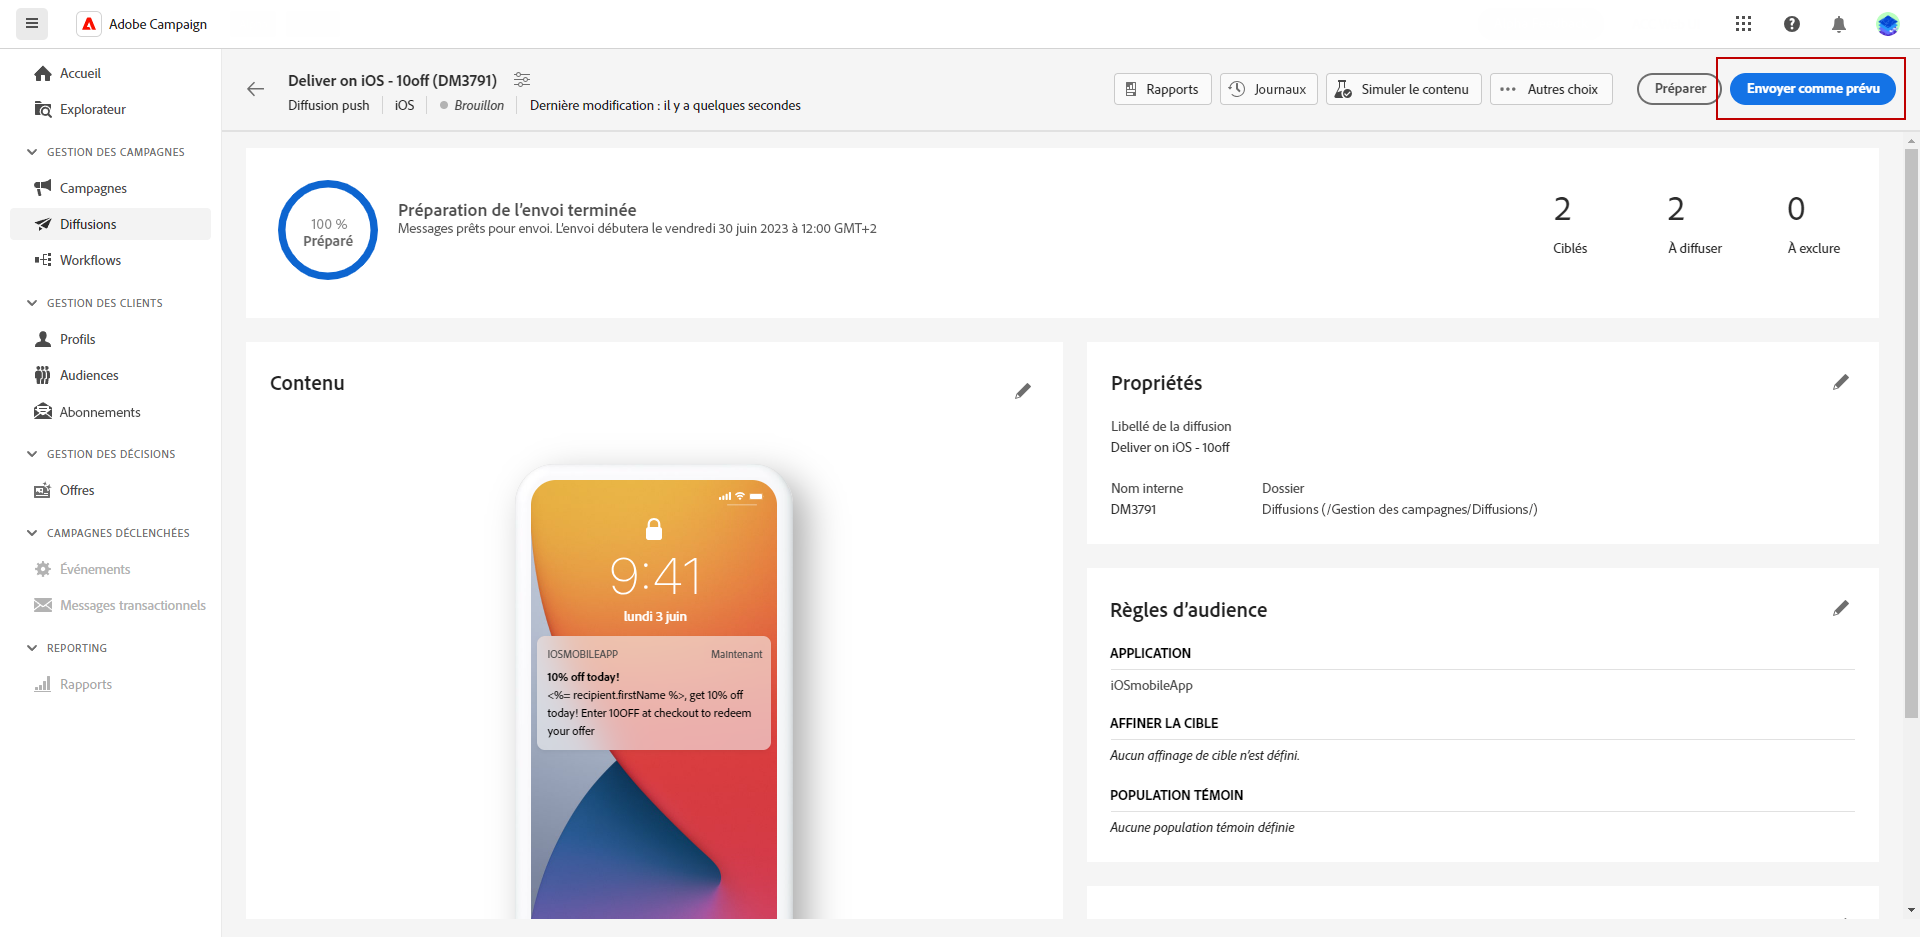 Adobe Campaign
Accueil
Explorateur
GESTION DES CAMPAGNES
Campagnes
Diffusions
Workflows
GESTION DES CLIENTS
Profils
Audiences
Abonnements
GESTION DES DÉCISIONS
Offres
CAMPAGNES DÉCLENCHÉES
Événements
Messages transactionnels
REPORTING
Rapports
Deliver on iOS - 10off (DM3791)
Diffusion push iOS Brouillon Dernière modification : il y a quelques secondes
Rapports Journaux Simuler le contenu Autres choix Préparer Envoyer comme prévu
100 %
Préparé
Préparation de l'envoi terminée
Messages prêts pour envoi. L'envoi débutera le vendredi 30 juin 2023 à 12:00 GMT+2
2 2 0
Ciblés À diffuser À exclure
Contenu
9:41
lundi 3 juin
IOSMOBILEAPP Maintenant
10% off today!
<%= recipient.firstName %>, get 10% off
today! Enter 10OFF at checkout to redeem
your offer
Propriétés
Libellé de la diffusion
Deliver on iOS - 10off
Nom interne Dossier
DM3791 Diffusions (/Gestion des campagnes/Diffusions/)
Règles d'audience
APPLICATION
iOSmobileApp
AFFINER LA CIBLE
Aucun affinage de cible n'est défini.
POPULATION TÉMOIN
Aucune population témoin définie